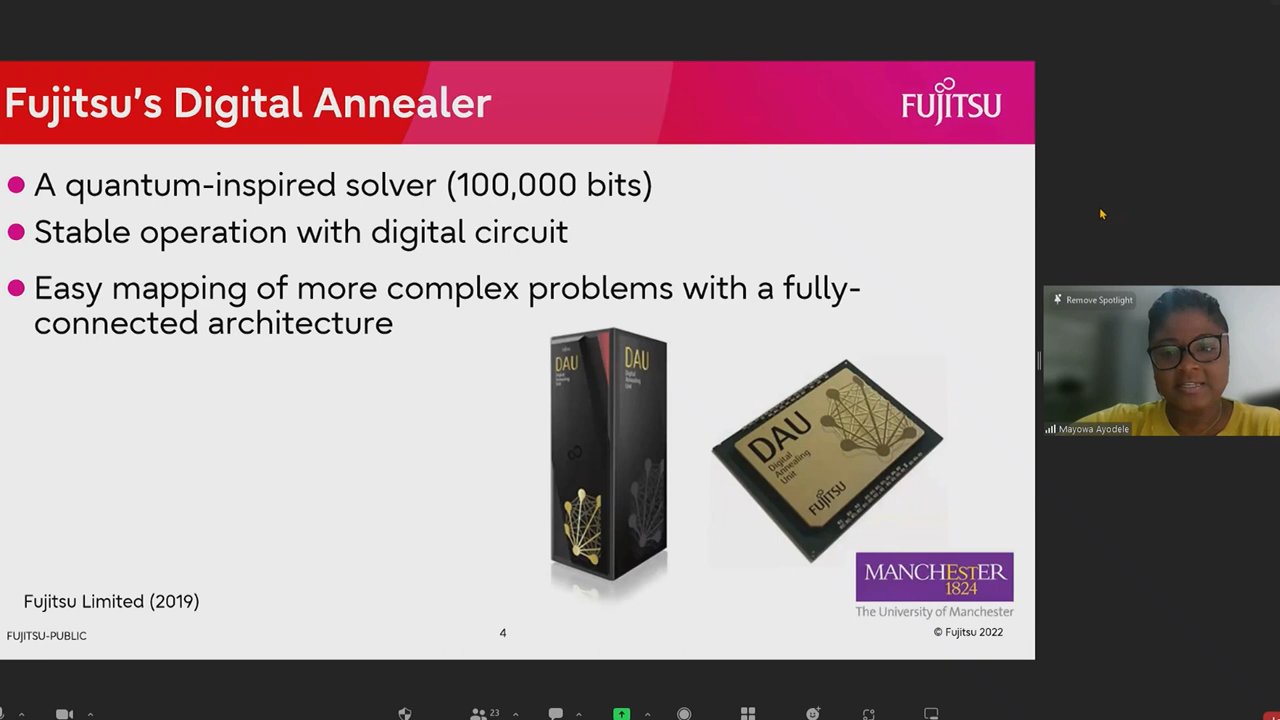 Fujitsu's Digital Annealer
FUJITSU
A quantum-inspired solver (100,000 bits)
Stable operation with digital circuit
Easy mapping of more complex problems with a fully-
connected architecture
DAU
Digital
Annealing
Unit
DAU
Digital
Annealing
Unit
DAU
Digital
Annealing
Unit
FUJITSU
MANCHESTER
1824
The University of Manchester
Fujitsu Limited (2019)
FUJITSU-PUBLIC
4
© Fujitsu 2022
Remove Spotlight
Mayowa Ayodele
23